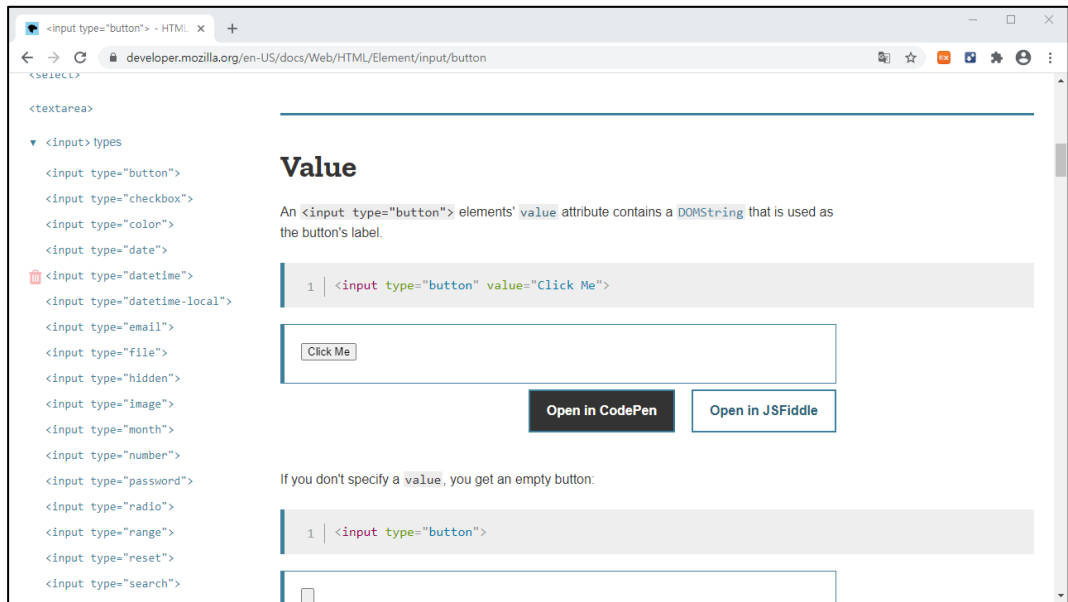 <input type="button"> - HTML
developer.mozilla.org/en-US/docs/Web/HTML/Element/input/button
<select>
<textarea>
<input> types
<input type="button">
<input type="checkbox">
<input type="color">
<input type="date">
<input type="datetime">
<input type="datetime-local">
<input type="email">
<input type="file">
<input type="hidden">
<input type="image">
<input type="month">
<input type="number">
<input type="password">
<input type="radio">
<input type="range">
<input type="reset">
<input type="search">
Value
An <input type="button"> elements' value attribute contains a DOMString that is used as
the button's label.
1 <input type="button" value="Click Me">
Click Me
Open in CodePen Open in JSFiddle
If you don't specify a value, you get an empty button:
1 <input type="button">